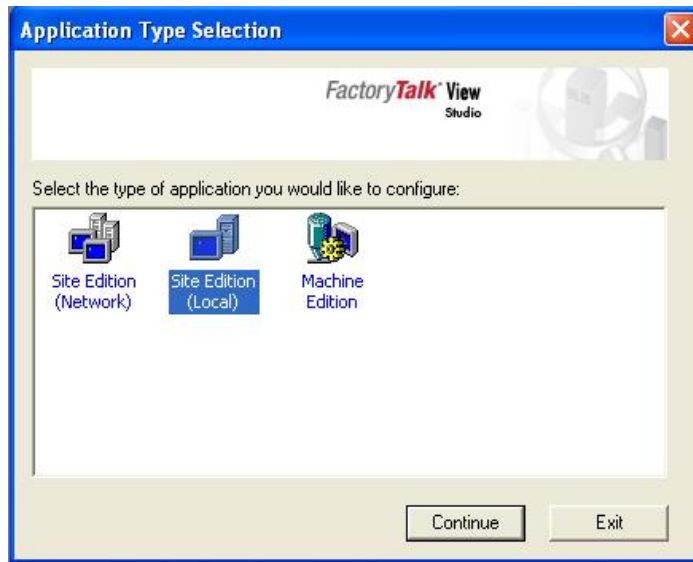 Application Type Selection
FactoryTalk View
Studio
Select the type of application you would like to configure:
Site Edition
(Network)
Site Edition
(Local)
Machine
Edition
Continue
Exit